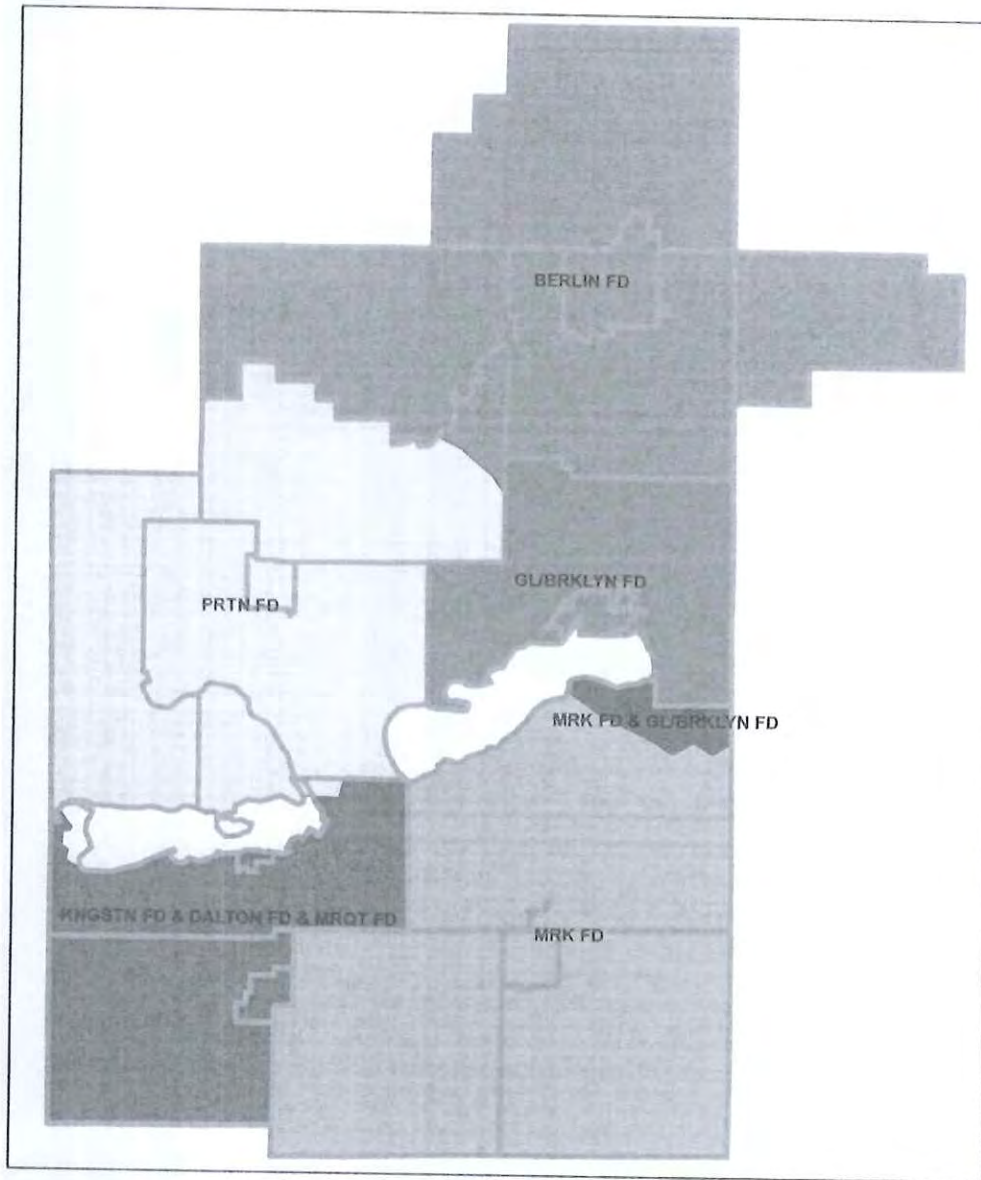 BERLIN FD
GL/BRKLYN FD
PRTN FD
MRK FD & GL/BRKLYN FD
KNGSTN FD & DALTON FD & MRQT FD
MRK FD